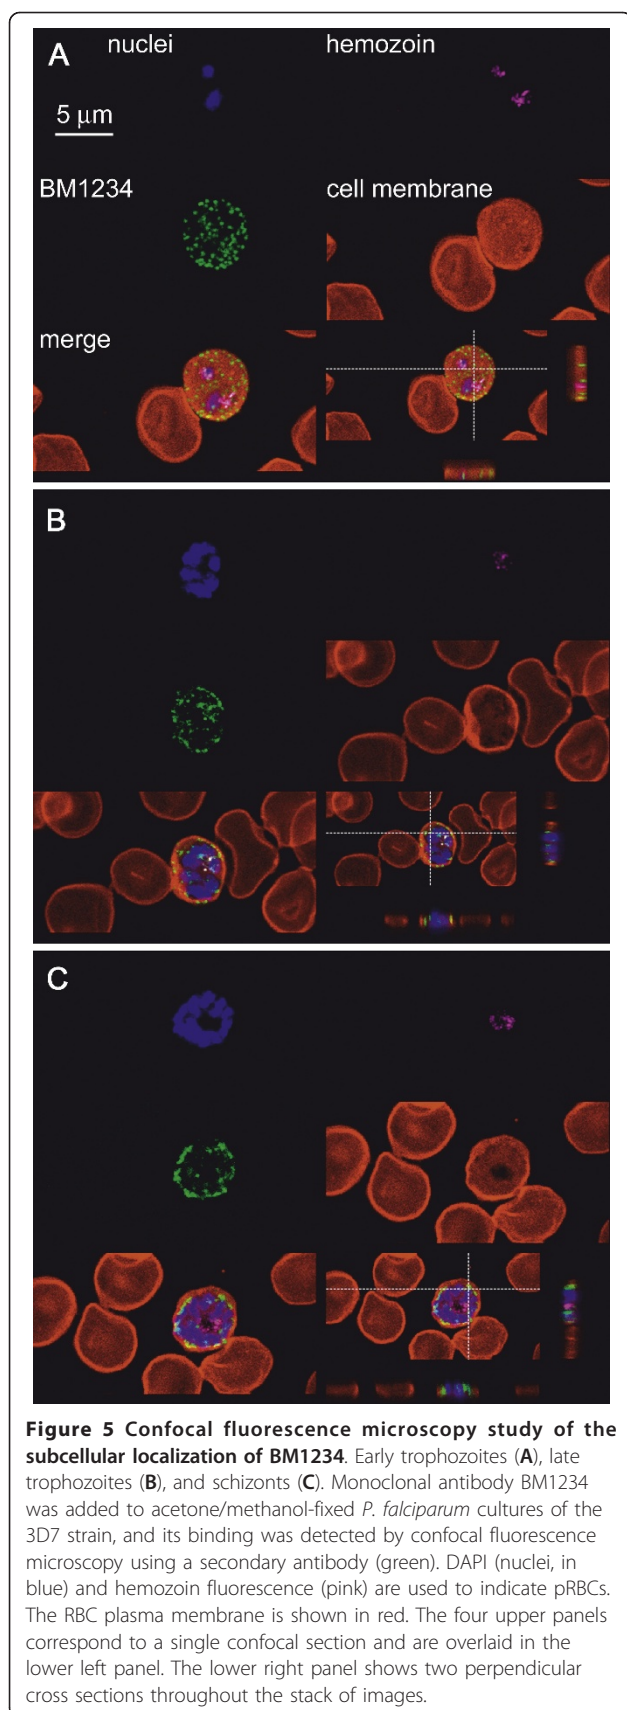 A
nuclei
hemozoin
5 μm
BM1234
cell membrane
merge
B
C
Figure 5 Confocal fluorescence microscopy study of the
subcellular localization of BM1234. Early trophozoites (A), late
trophozoites (B), and schizonts (C). Monoclonal antibody BM1234
was added to acetone/methanol-fixed P. falciparum cultures of the
3D7 strain, and its binding was detected by confocal fluorescence
microscopy using a secondary antibody (green). DAPI (nuclei, in
blue) and hemozoin fluorescence (pink) are used to indicate pRBCs.
The RBC plasma membrane is shown in red. The four upper panels
correspond to a single confocal section and are overlaid in the
lower left panel. The lower right panel shows two perpendicular
cross sections throughout the stack of images.